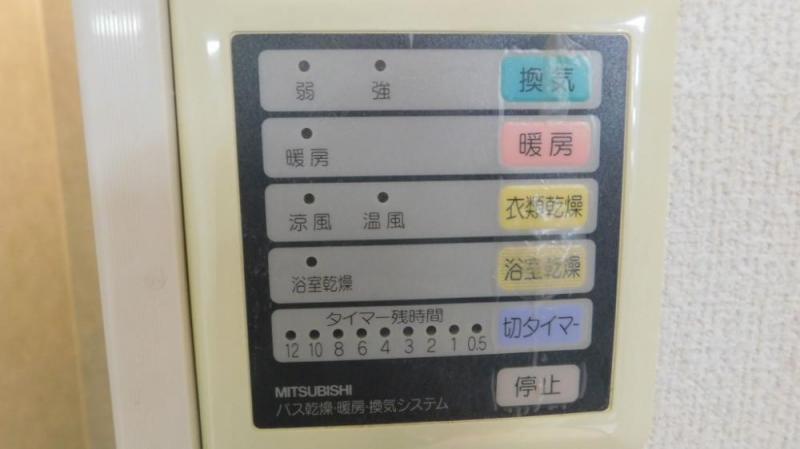 弱 強 換気
暖房 暖房
涼風 温風 衣類乾燥
浴室乾燥 浴室乾燥
タイマー残時間
12 10 8 6 4 3 2 1 0.5 切タイマー
停止
MITSUBISHI
バス乾燥・暖房・換気システム